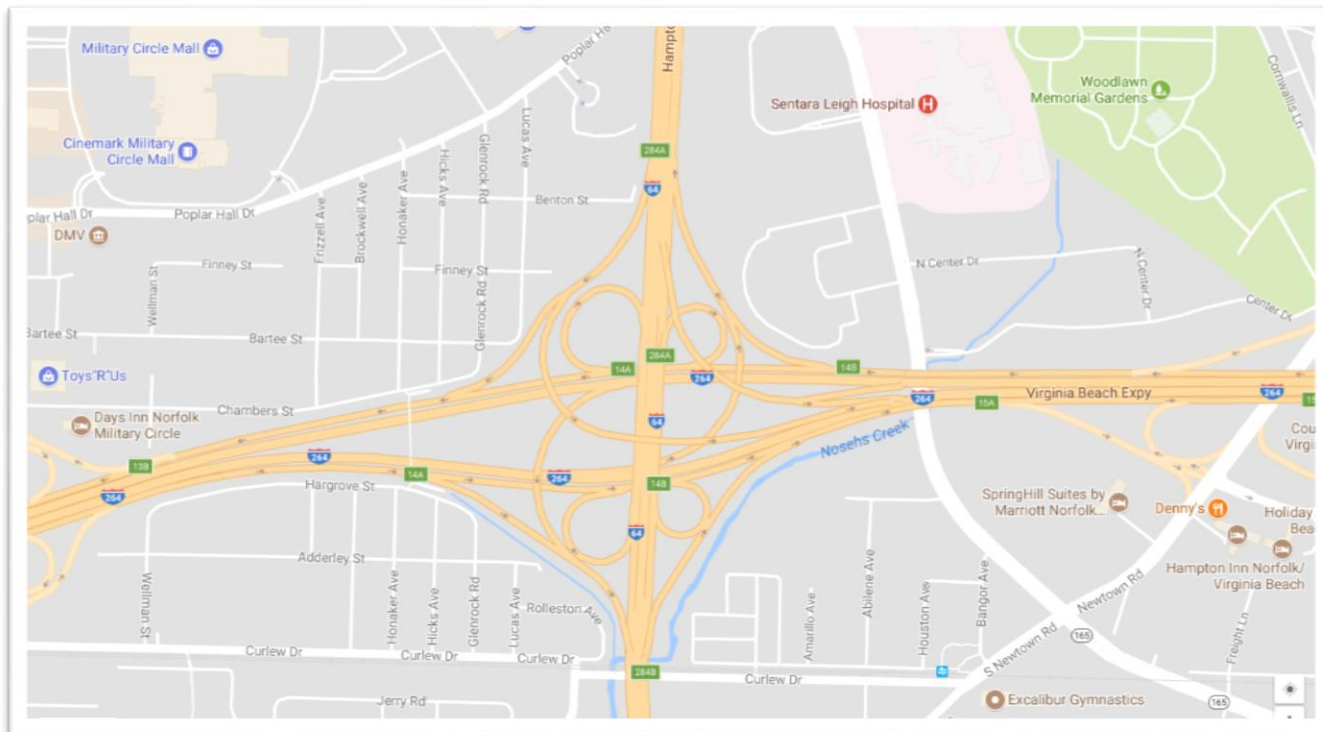 Military Circle Mall
Poplar Ha
Hampto
Sentara Leigh Hospital
H
Woodlawn
Memorial Gardens
Cornwallis Ln
Cinemark Military
Circle Mall
284A
64
Lucas Ave
Glenrock Rd
Hicks Ave
Honaker Ave
Brockwell Ave
Frizzell Ave
Benton St
plar Hall Dr
Poplar Hall Dr
DMV
Finney St
Finney St
Wellman St
Glenrock Rd
N Center Dr
N Center Dr
Center Dr
Bartee St
Bartee St
284A
14A
14B
264
Toys"R"Us
Chambers St
Days Inn Norfolk
Military Circle
64
264
15A
Virginia Beach Expy
264
15
Nosehs Creek
Cou
Virgi
13B
264
264
14A
264
14B
Hargrove St
64
SpringHill Suites by
Marriott Norfolk...
Denny's
Holiday
Bea
Hampton Inn Norfolk/
Virginia Beach
Adderley St
Wellman St
Honaker Ave
Hicks Ave
Glenrock Rd
Lucas Ave
Rolleston Ave
Amarillo Ave
Abilene Ave
Houston Ave
Bangor Ave
Newtown Rd
165
S Newtown Rd
Freight Ln
Curlew Dr
Curlew Dr
Curlew Dr
284B
Curlew Dr
Jerry Rd
Excalibur Gymnastics
165